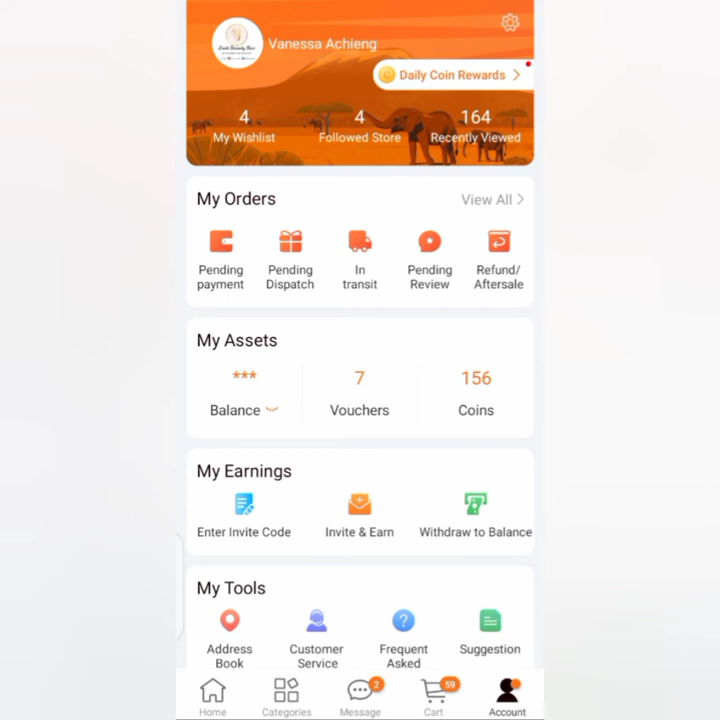 Vanessa Achieng
Daily Coin Rewards
4
4
164
My Wishlist
Followed Store
Recently Viewed
My Orders
View All
Pending
payment
Pending
Dispatch
In
transit
Pending
Review
Refund/
Aftersale
My Assets
***
7
156
Balance
Vouchers
Coins
My Earnings
Enter Invite Code
Invite & Earn
Withdraw to Balance
My Tools
Address
Book
Customer
Service
Frequent
Asked
Suggestion
2
59
Home
Categories
Message
Cart
Account